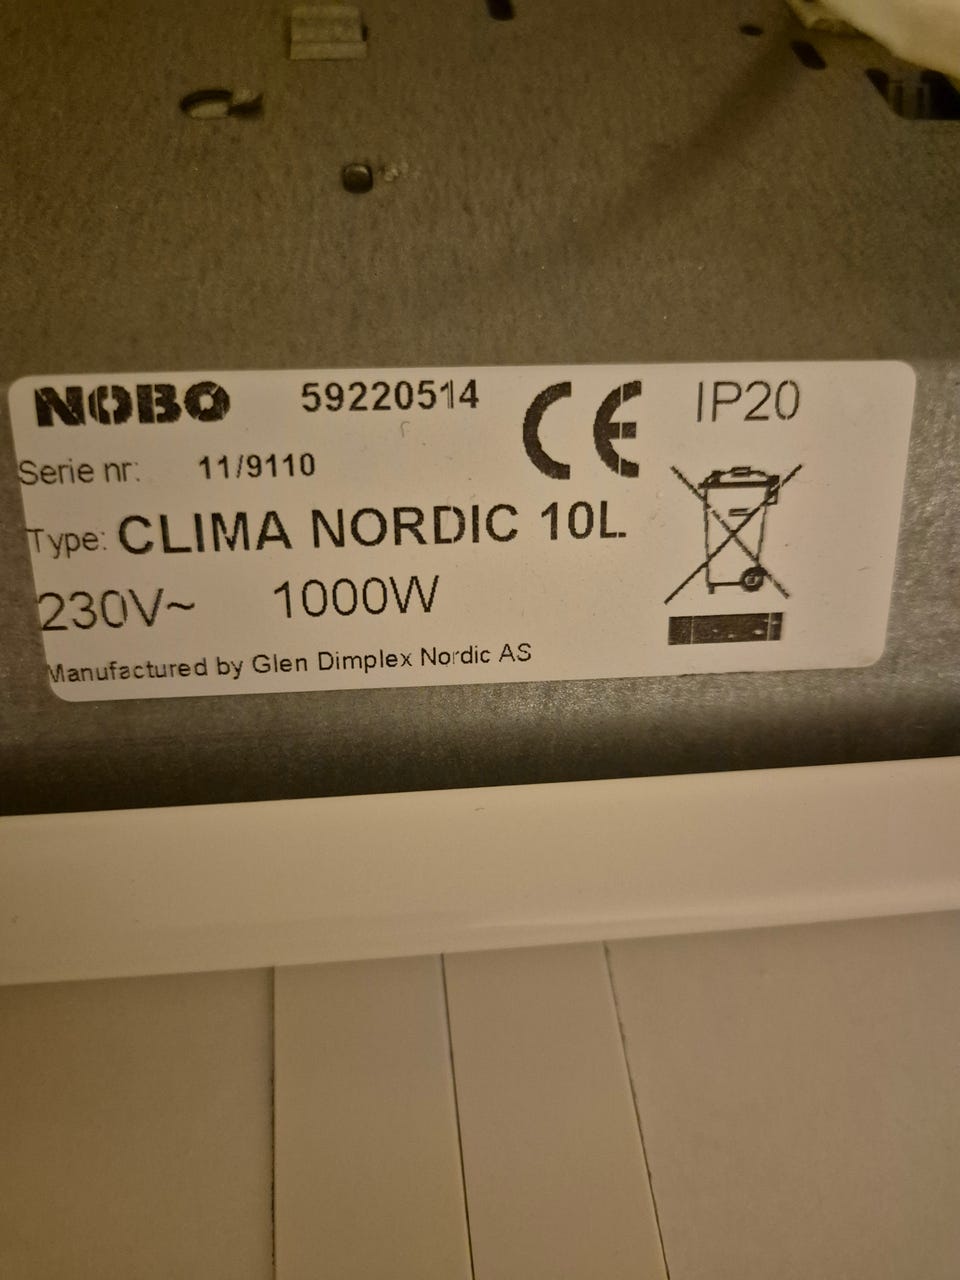 NOBO 59220514 CE IP20
Serie nr: 11/9110
Type: CLIMA NORDIC 10L
230V~ 1000W
Manufactured by Glen Dimplex Nordic AS